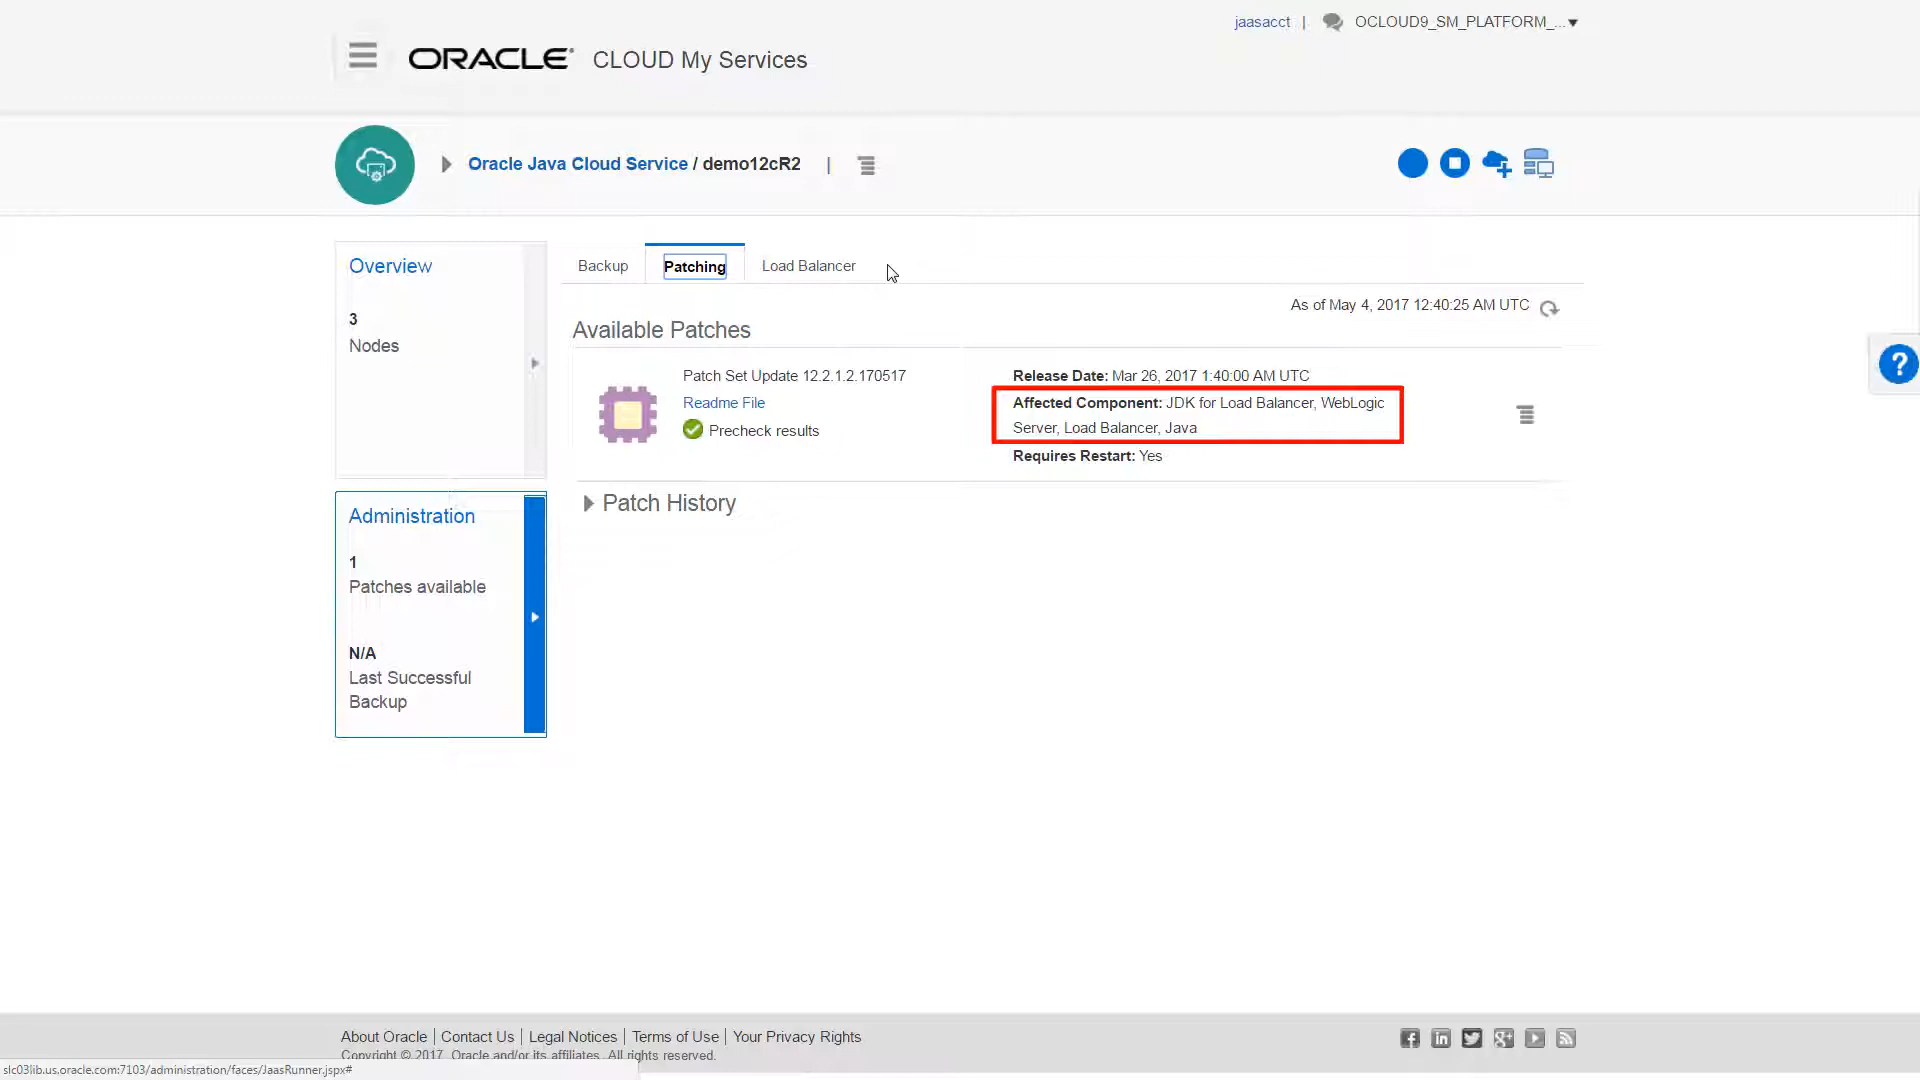 jaasacct | OCLOUD9_SM_PLATFORM_...
ORACLE CLOUD My Services
Oracle Java Cloud Service / demo12cR2 |
Overview
3
Nodes
Administration
1
Patches available
N/A
Last Successful
Backup
Backup
Patching
Load Balancer
As of May 4, 2017 12:40:25 AM UTC
Available Patches
Patch Set Update 12.2.1.2.170517
Readme File
Precheck results
Release Date: Mar 26, 2017 1:40:00 AM UTC
Affected Component: JDK for Load Balancer, WebLogic
Server, Load Balancer, Java
Requires Restart: Yes
Patch History
?
About Oracle | Contact Us | Legal Notices | Terms of Use | Your Privacy Rights
Copyright © 2017, Oracle and/or its affiliates. All rights reserved.
slc03lib.us.oracle.com:7103/administration/faces/JaasRunner.jspx#